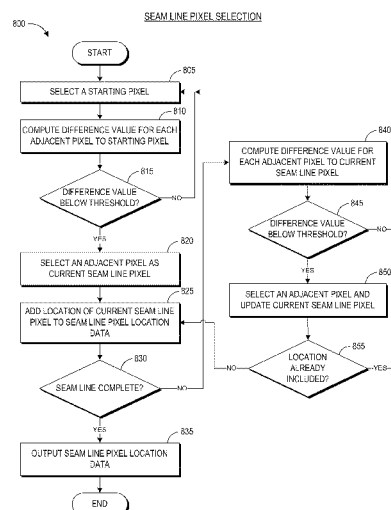 SEAM LINE PIXEL SELECTION
800
START
805
SELECT A STARTING PIXEL
810
COMPUTE DIFFERENCE VALUE FOR EACH
ADJACENT PIXEL TO STARTING PIXEL
815
DIFFERENCE VALUE
BELOW THRESHOLD?
NO
YES
820
SELECT AN ADJACENT PIXEL AS
CURRENT SEAM LINE PIXEL
825
ADD LOCATION OF CURRENT SEAM LINE
PIXEL TO SEAM LINE PIXEL LOCATION
DATA
830
SEAM LINE COMPLETE?
NO
YES
835
OUTPUT SEAM LINE PIXEL LOCATION
DATA
END
840
COMPUTE DIFFERENCE VALUE FOR
EACH ADJACENT PIXEL TO CURRENT
SEAM LINE PIXEL
845
DIFFERENCE VALUE
BELOW THRESHOLD?
NO
YES
850
SELECT AN ADJACENT PIXEL AND
UPDATE CURRENT SEAM LINE PIXEL
855
LOCATION
ALREADY
INCLUDED?
NO
YES